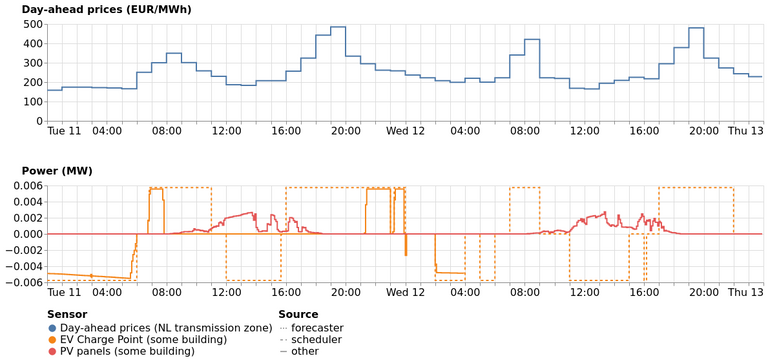 Day-ahead prices (EUR/MWh)
500
400
300
200
100
0
Tue 11 04:00 08:00 12:00 16:00 20:00 Wed 12 04:00 08:00 12:00 16:00 20:00 Thu 13
Power (MW)
0.006
0.004
0.002
0.000
−0.002
−0.004
−0.006
Tue 11 04:00 08:00 12:00 16:00 20:00 Wed 12 04:00 08:00 12:00 16:00 20:00 Thu 13
Sensor Source
Day-ahead prices (NL transmission zone) forecaster
EV Charge Point (some building) scheduler
PV panels (some building) other